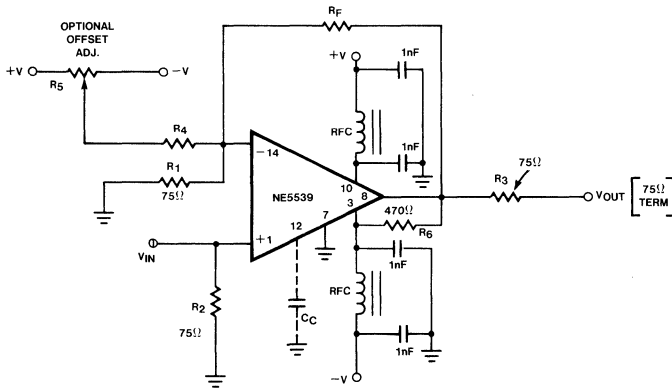 RF
OPTIONAL
OFFSET
ADJ.
+V
R5
−V
+V
1nF
RFC
1nF
R4
R1
75Ω
−14
NE5539
10
8
3
7
12
+1
75Ω
R3
VOUT
75Ω
TERM
470Ω
R6
1nF
RFC
1nF
−V
VIN
R2
75Ω
CC